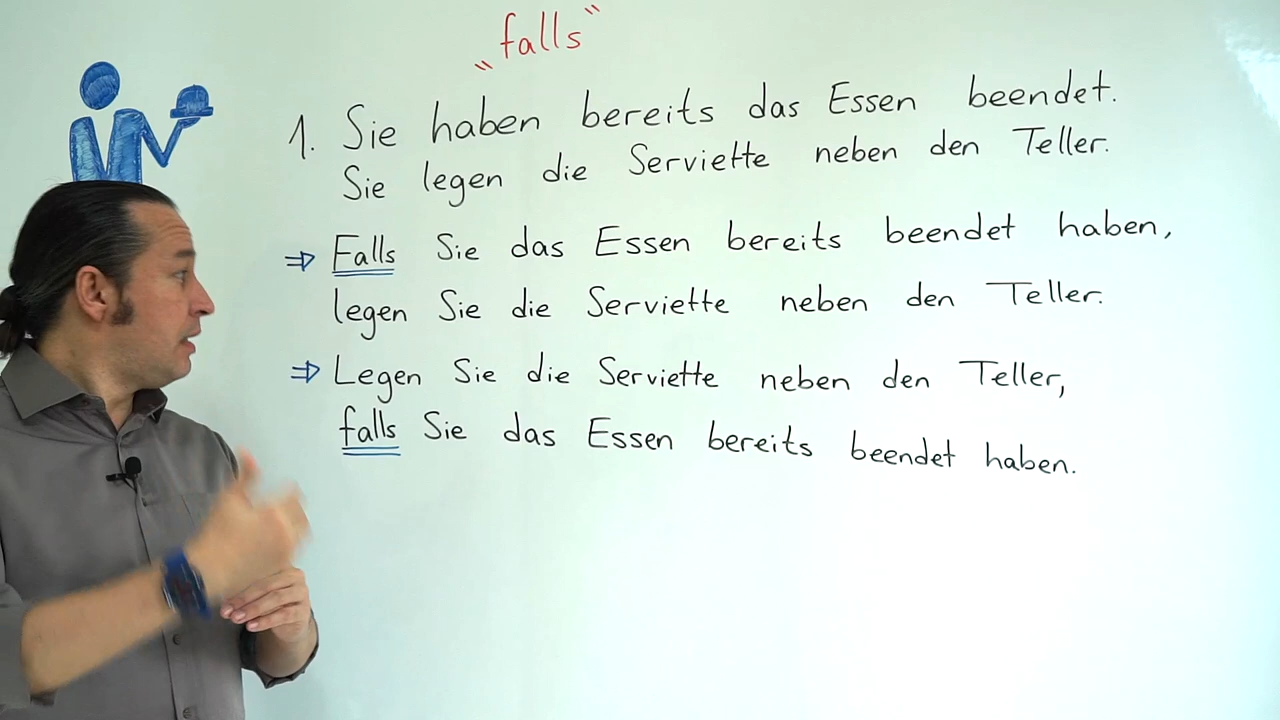 „falls“
1. Sie haben bereits das Essen beendet.
Sie legen die Serviette neben den Teller.
⇒ Falls Sie das Essen bereits beendet haben,
legen Sie die Serviette neben den Teller.
⇒ Legen Sie die Serviette neben den Teller,
falls Sie das Essen bereits beendet haben.